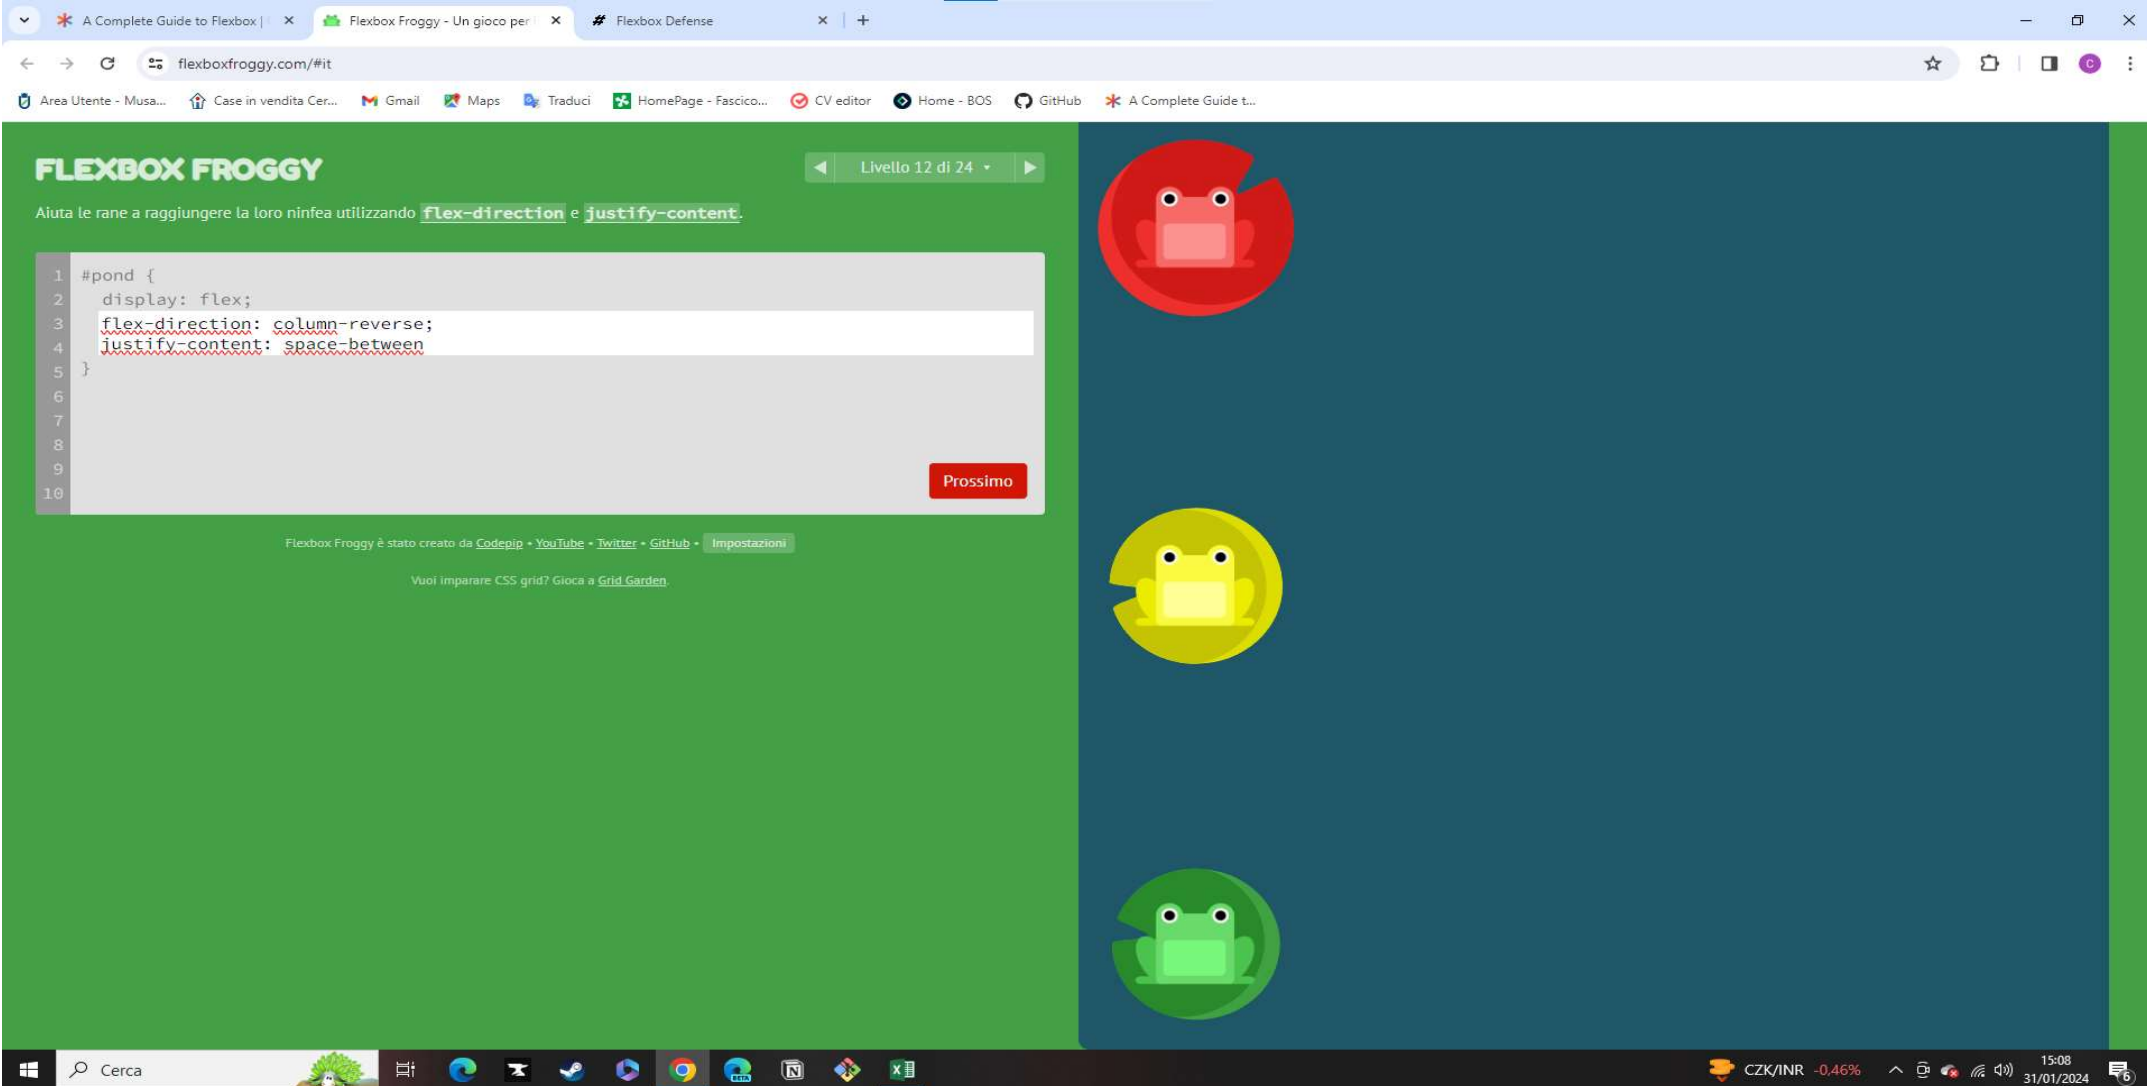 A Complete Guide to Flexbox |
Flexbox Froggy - Un gioco per
Flexbox Defense
flexboxfroggy.com/#it
C
Area Utente - Musa...
Case in vendita Cer...
Gmail
Maps
Traduci
HomePage - Fascico...
CV editor
Home - BOS
GitHub
A Complete Guide t...
FLEXBOX FROGGY
Livello 12 di 24
Aiuta le rane a raggiungere la loro ninfea utilizzando flex-direction e justify-content.
1 #pond {
2 display: flex;
3 flex-direction: column-reverse;
4 justify-content: space-between
5 }
6
7
8
9
10
Prossimo
Flexbox Froggy è stato creato da Codepip • YouTube • Twitter • GitHub • Impostazioni
Vuoi imparare CSS grid? Gioca a Grid Garden.
Cerca
BETA
CZK/INR -0,46%
15:08
31/01/2024
6